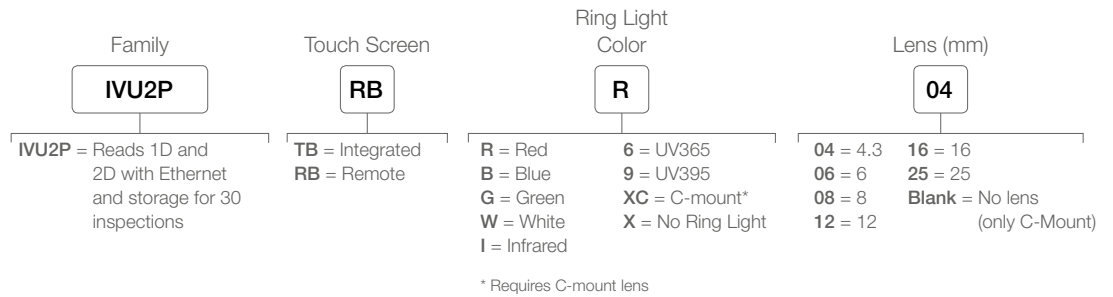 Family
IVU2P
IVU2P = Reads 1D and
2D with Ethernet
and storage for 30
inspections
Touch Screen
RB
TB = Integrated
RB = Remote
Ring Light
Color
R
R = Red
B = Blue
G = Green
W = White
I = Infrared
6 = UV365
9 = UV395
XC = C-mount*
X = No Ring Light
* Requires C-mount lens
Lens (mm)
04
04 = 4.3
06 = 6
08 = 8
12 = 12
16 = 16
25 = 25
Blank = No lens
(only C-Mount)